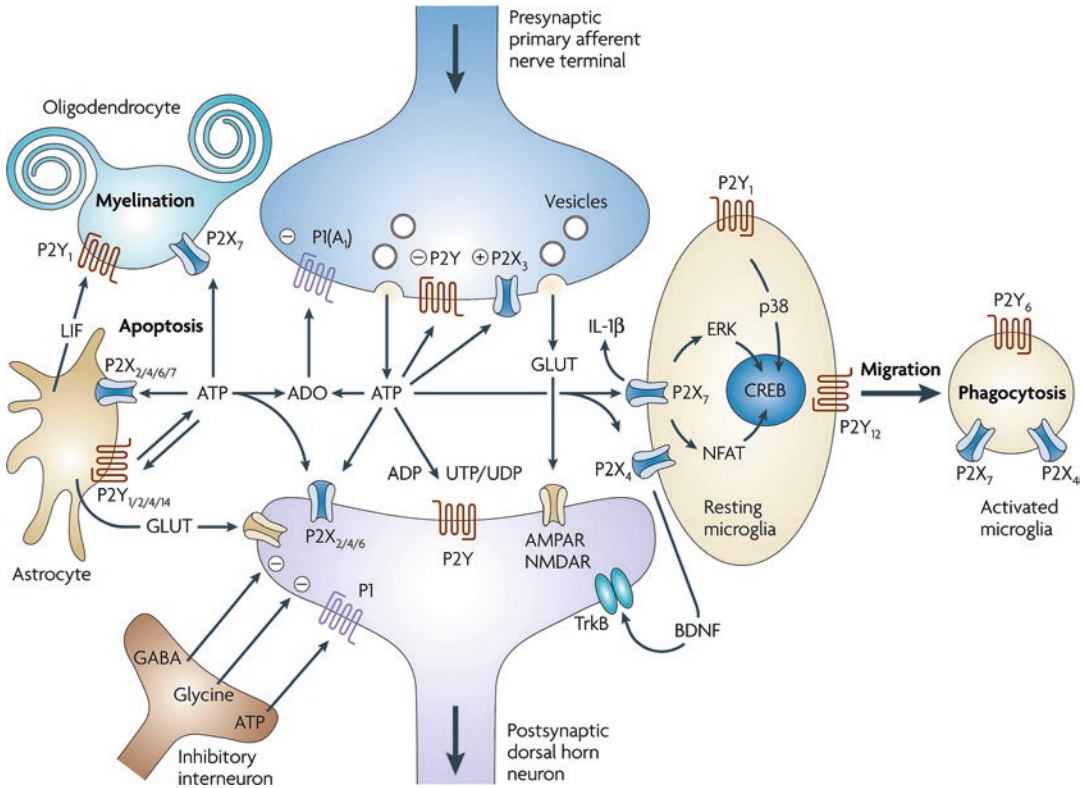 Presynaptic
primary afferent
nerve terminal
Oligodendrocyte
Myelination
P2Y₁
P2X₇
P1(A₁)
Vesicles
P2Y
P2X₃
P2Y₁
p38
ERK
CREB
NFAT
P2X₇
P2X₄
IL-1β
P2Y₁₂
Resting
microglia
Migration
P2Y₆
Phagocytosis
P2X₇
P2X₄
Activated
microglia
LIF
Apoptosis
P2X₂/₄/₆/₇
ATP
ADO
ATP
GLUT
P2Y₁/₂/₄/₁₄
GLUT
Astrocyte
ADP
UTP/UDP
P2X₂/₄/₆
P2Y
AMPAR
NMDAR
P1
TrkB
BDNF
GABA
Glycine
ATP
Inhibitory
interneuron
Postsynaptic
dorsal horn
neuron